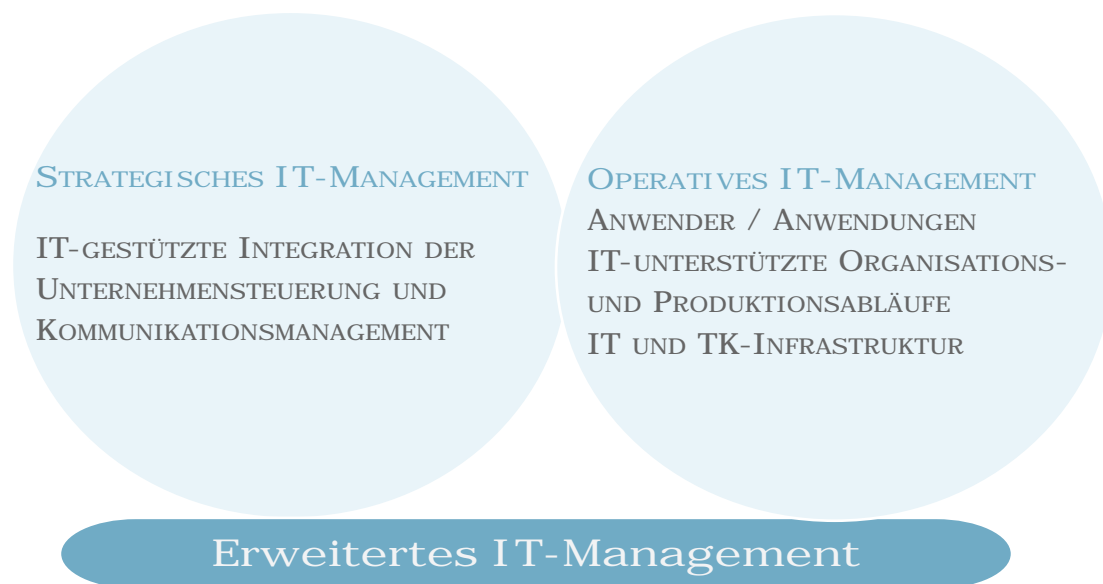 Strategisches IT-Management
IT-gestützte Integration der
Unternehmensteuerung und
Kommunikationsmanagement
Operatives IT-Management
Anwender / Anwendungen
IT-unterstützte Organisations-
und Produktionsabläufe
IT und TK-Infrastruktur
Erweitertes IT-Management